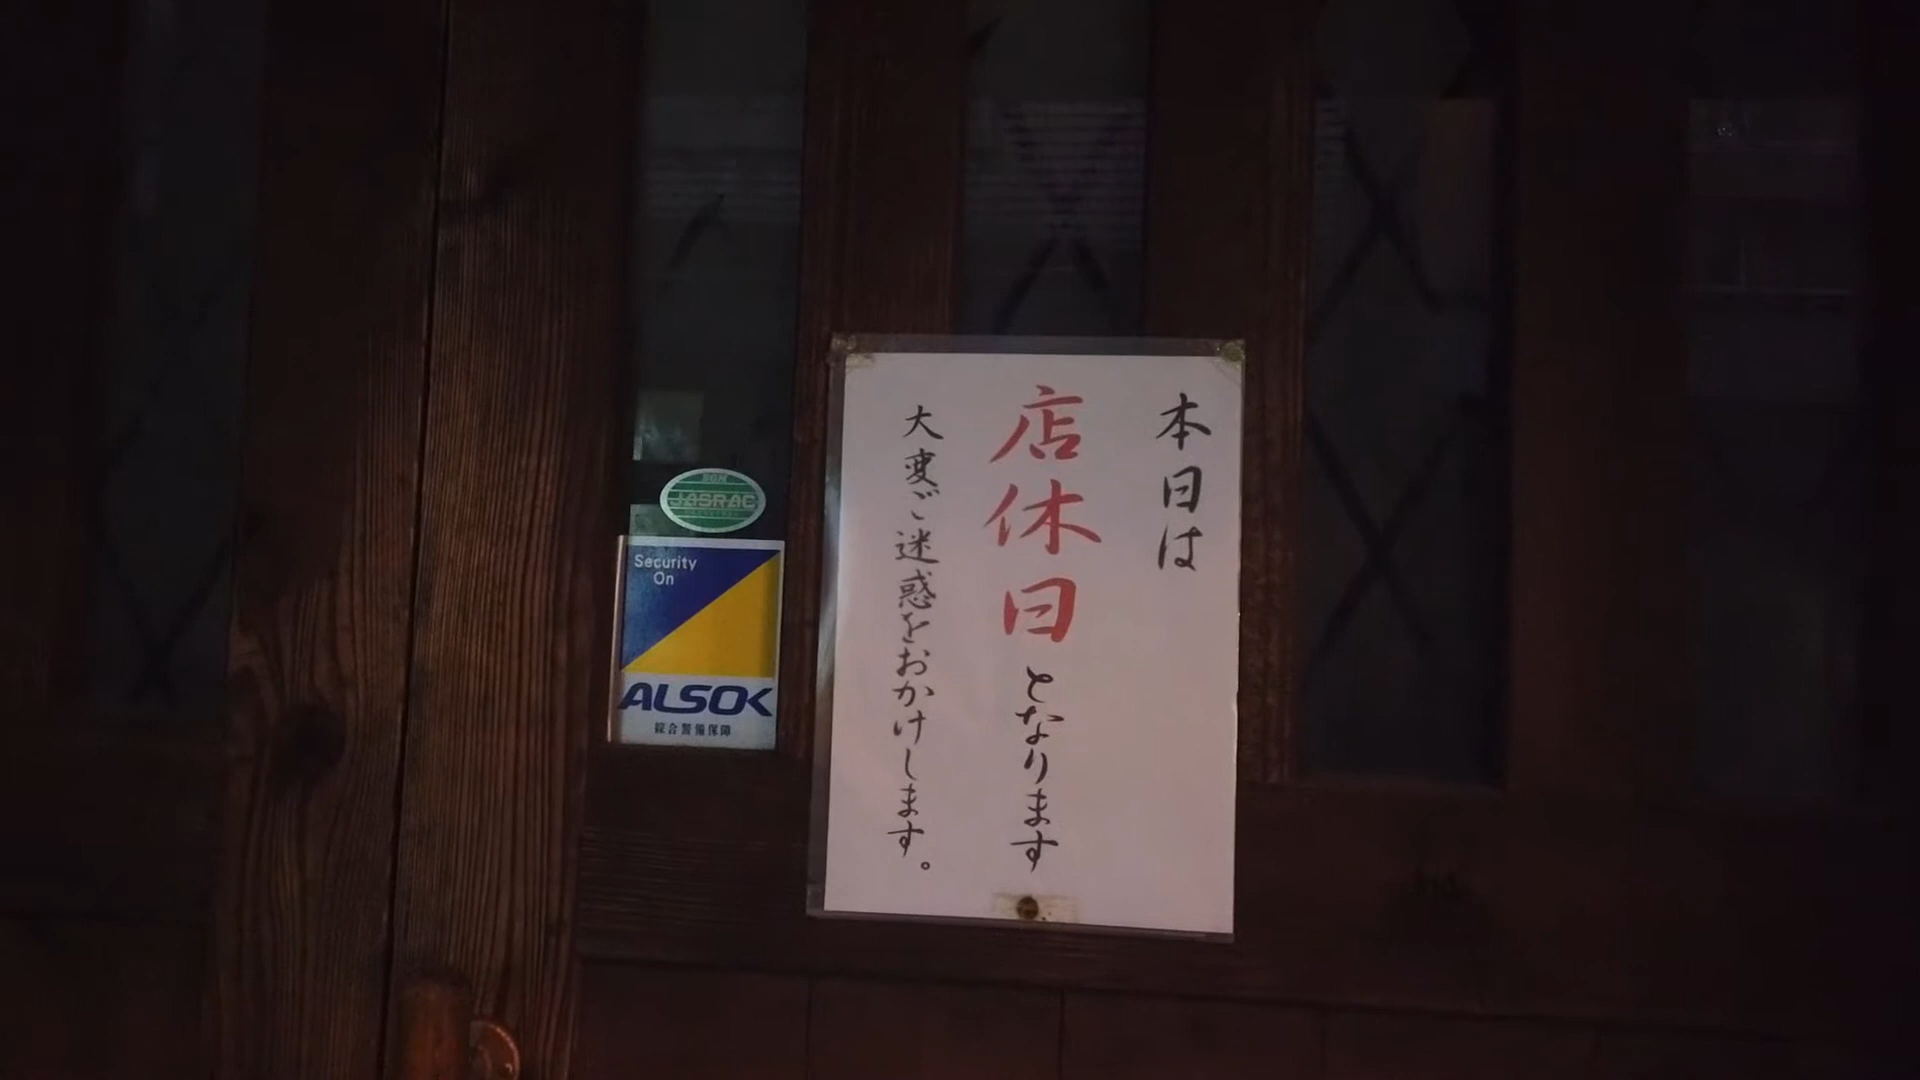 本日は
店休日となります
大変ご迷惑をおかけします。
BGM
JASRAC
Security
On
ALSOK
綜合警備保障